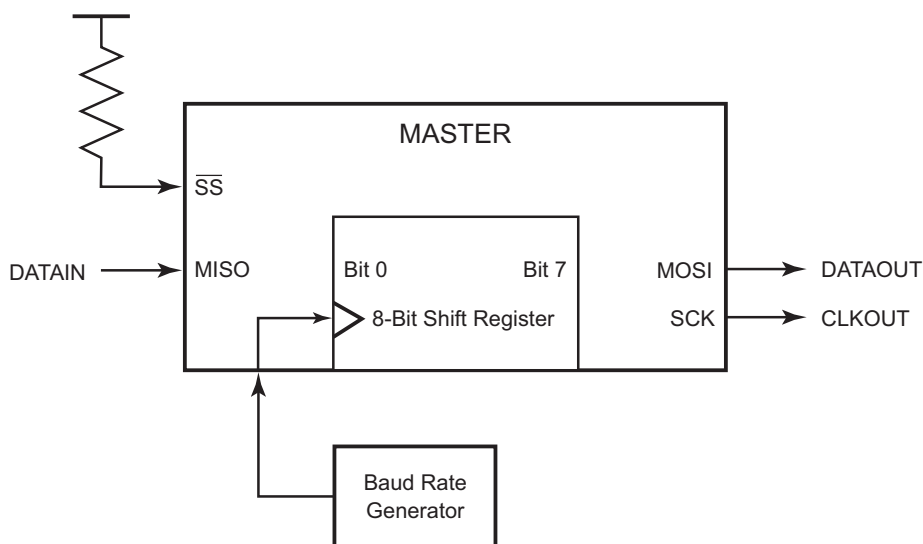 MASTER
SS
DATAIN
MISO
Bit 0
Bit 7
MOSI
DATAOUT
8-Bit Shift Register
SCK
CLKOUT
Baud Rate
Generator